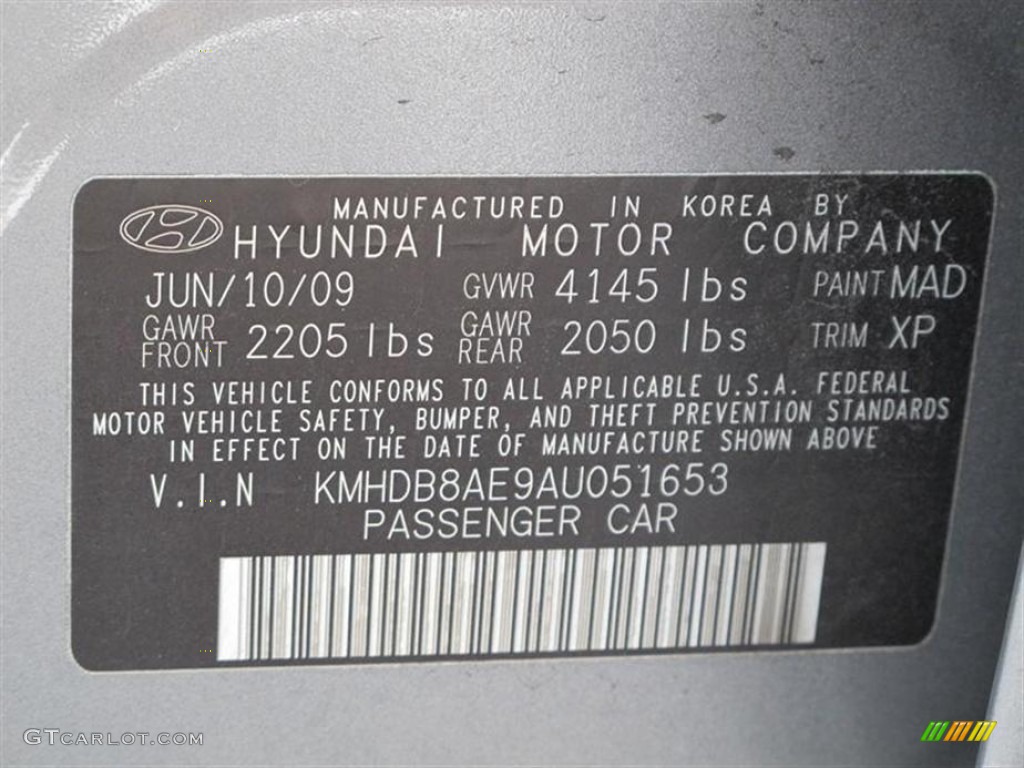 MANUFACTURED IN KOREA BY
HYUNDAI MOTOR COMPANY
JUN/10/09 GVWR 4145 lbs PAINT MAD
GAWR FRONT 2205 lbs GAWR REAR 2050 lbs TRIM XP
THIS VEHICLE CONFORMS TO ALL APPLICABLE U.S.A. FEDERAL
MOTOR VEHICLE SAFETY, BUMPER, AND THEFT PREVENTION STANDARDS
IN EFFECT ON THE DATE OF MANUFACTURE SHOWN ABOVE
V.I.N KMHDB8AE9AU051653
PASSENGER CAR
GTCARLOT.COM